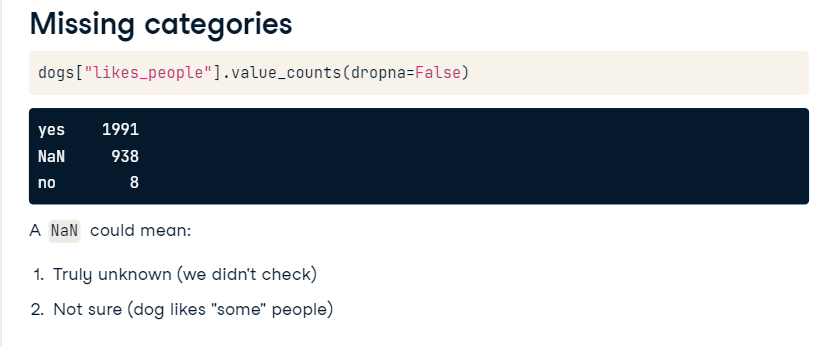 Missing categories
dogs["likes_people"].value_counts(dropna=False)
yes    1991
NaN     938
no        8
A NaN could mean:
1. Truly unknown (we didn't check)
2. Not sure (dog likes "some" people)